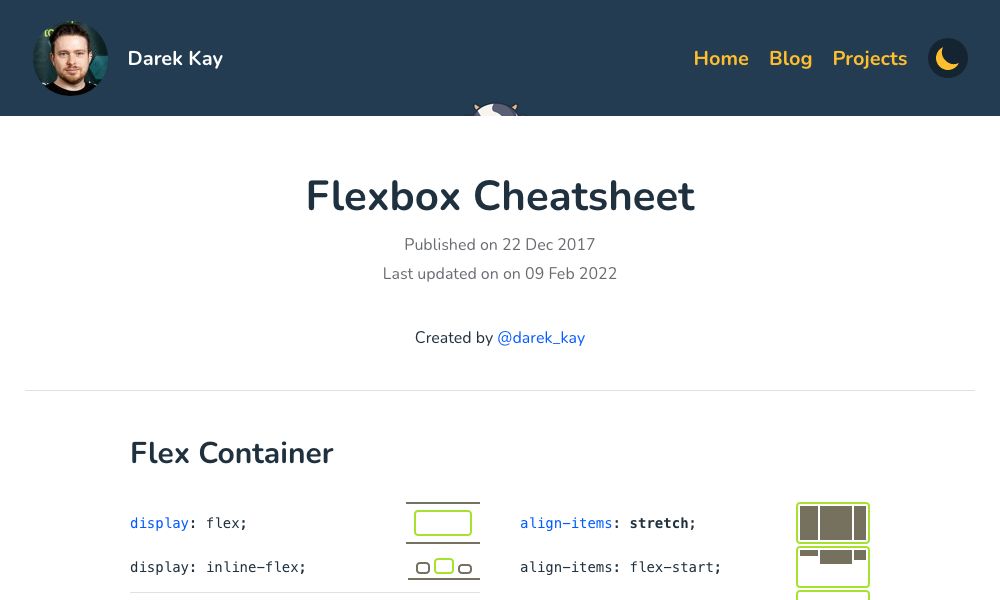 Darek Kay
Home Blog Projects
Flexbox Cheatsheet
Published on 22 Dec 2017
Last updated on on 09 Feb 2022
Created by @darek_kay
Flex Container
display: flex;
display: inline-flex;
align-items: stretch;
align-items: flex-start;